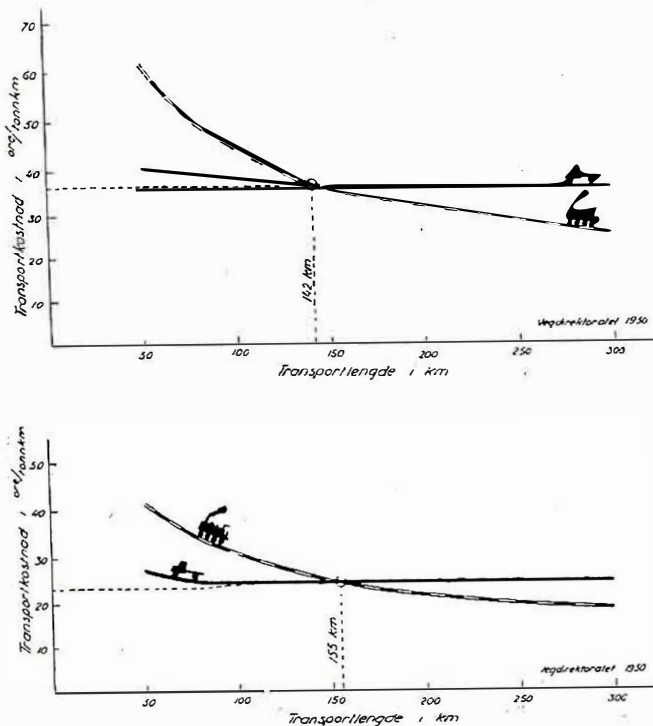 Transportkostnad i øre/tonnkm
70
60
50
40
30
20
10
142 km
Vegdirektoratet 1950
50 100 150 200 250 300
Transportlengde i km
Transportkostnad i øre/tonnkm
50
40
30
20
10
155 km
Vegdirektoratet 1950
50 100 150 200 250 300
Transportlengde i km